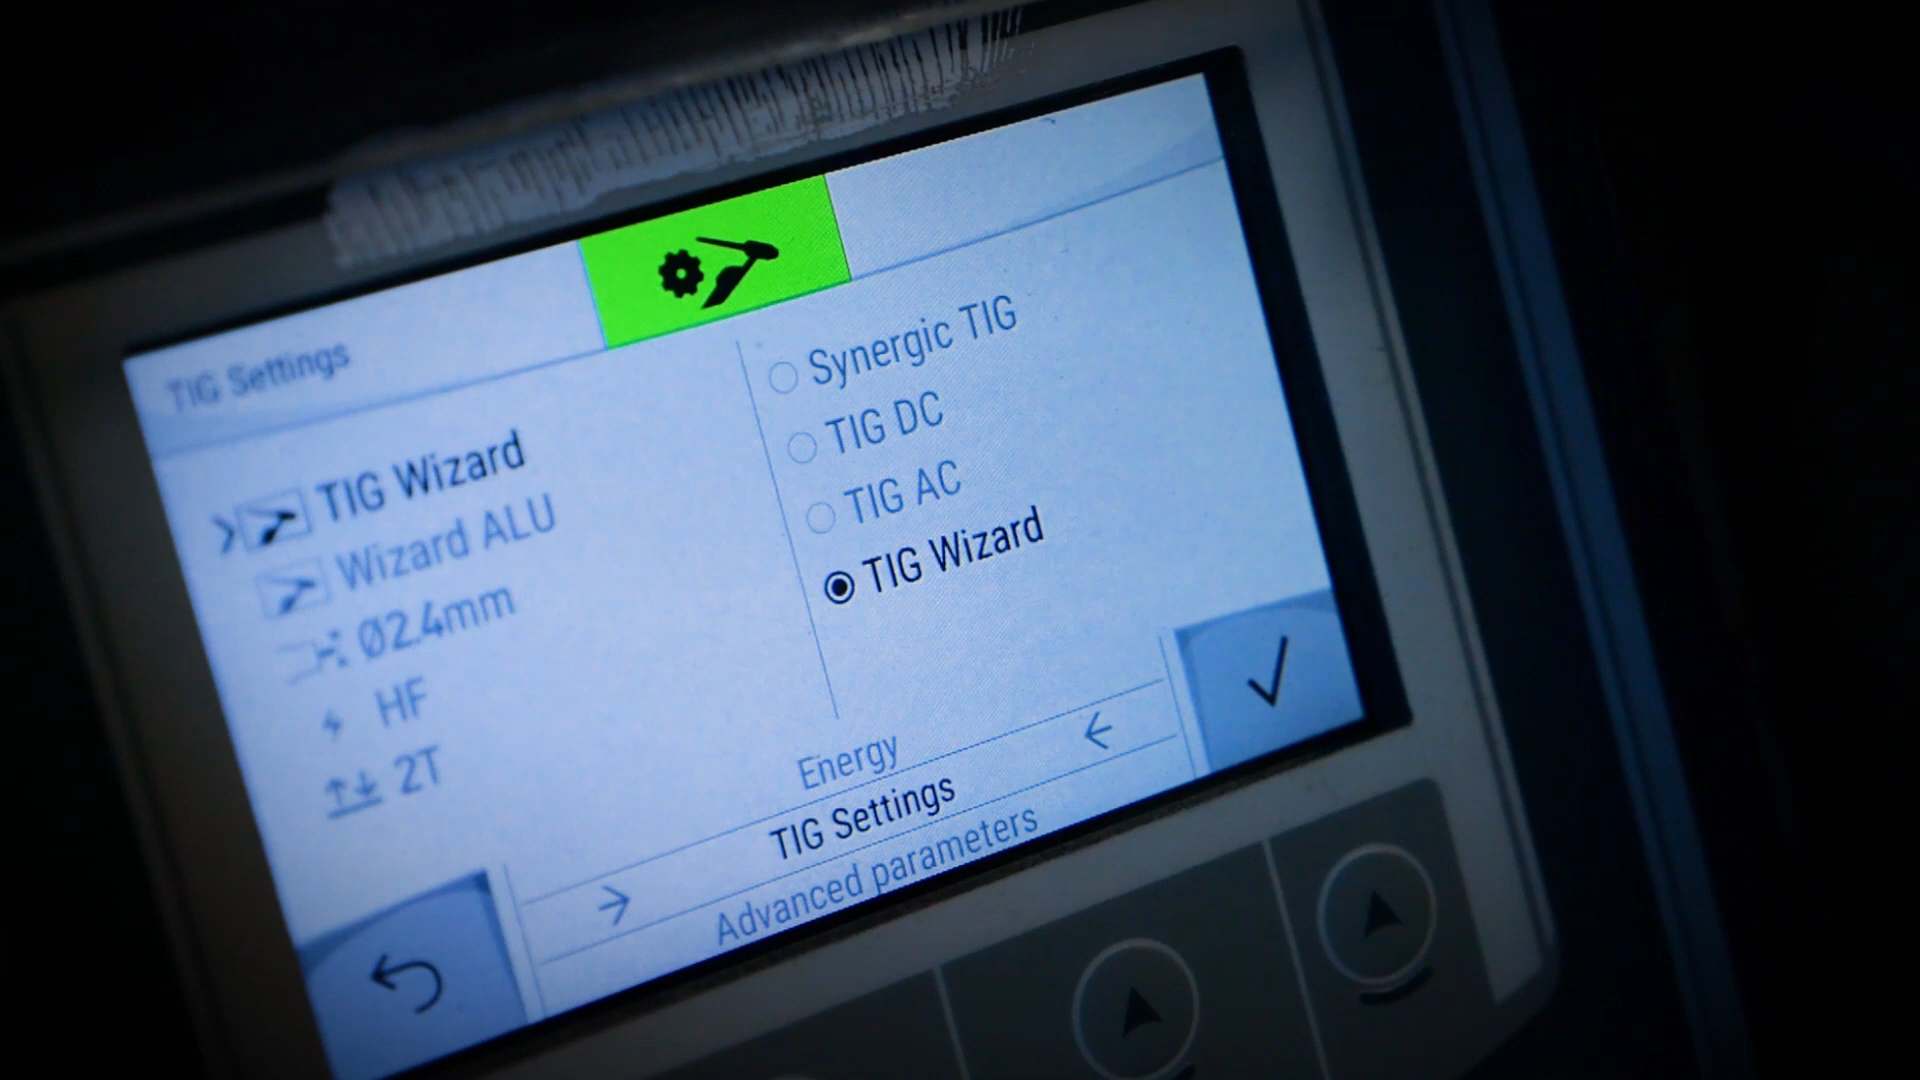 TIG Settings
TIG Wizard
Wizard ALU
Ø2.4mm
HF
2T
Synergic TIG
TIG DC
TIG AC
TIG Wizard
Energy
TIG Settings
Advanced parameters